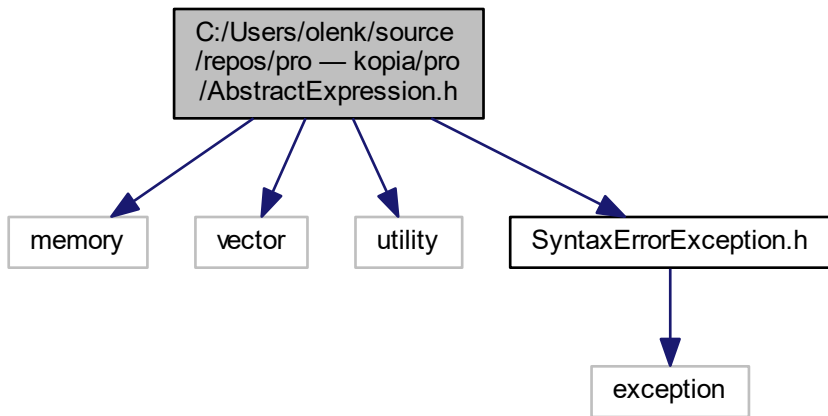 C:/Users/olenk/source
/repos/pro — kopia/pro
/AbstractExpression.h
memory
vector
utility
SyntaxErrorException.h
exception